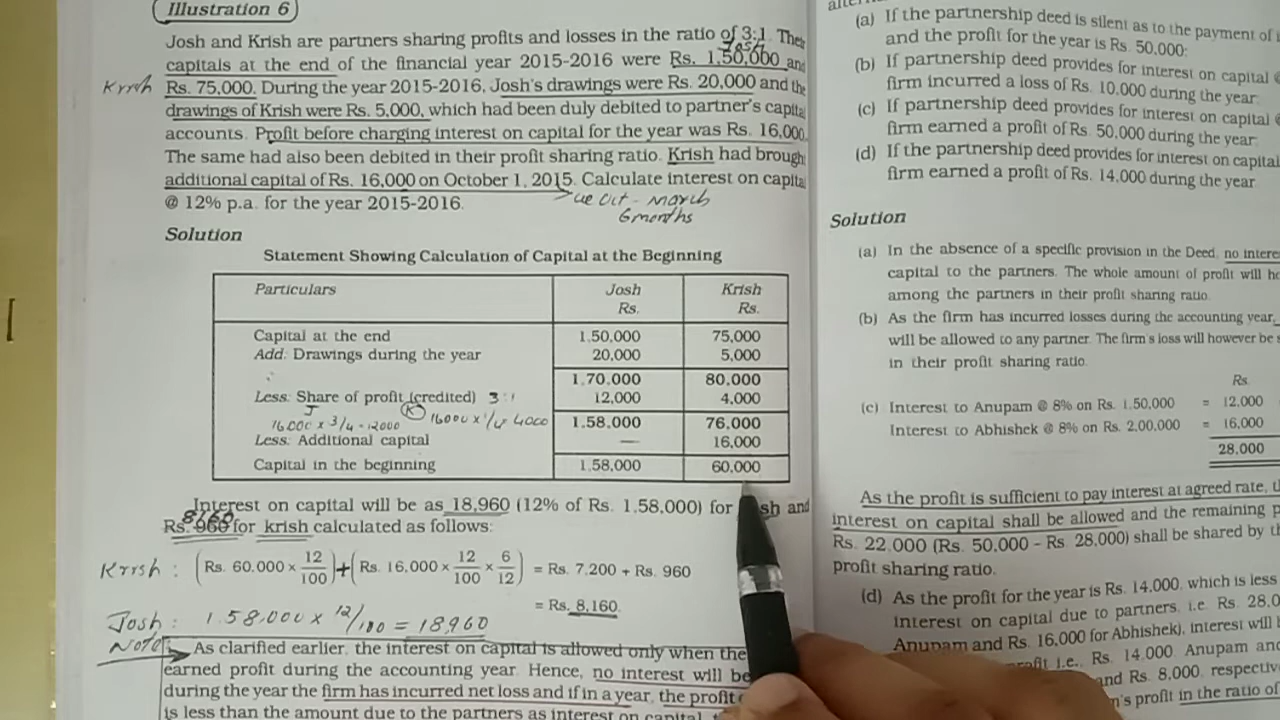 Illustration 6
Josh and Krish are partners sharing profits and losses in the ratio of 3:1. Their
Josh
capitals at the end of the financial year 2015-2016 were Rs. 1,50,000 and
Krish Rs. 75,000. During the year 2015-2016, Josh's drawings were Rs. 20,000 and the
drawings of Krish were Rs. 5,000, which had been duly debited to partner's capita
accounts. Profit before charging interest on capital for the year was Rs. 16,000.
The same had also been debited in their profit sharing ratio. Krish had brough
additional capital of Rs. 16,000 on October 1, 2015. Calculate interest on capita
@ 12% p.a. for the year 2015-2016.
ie Oct - March
6months
Solution
Statement Showing Calculation of Capital at the Beginning
Particulars Josh Krish
Rs. Rs.
Capital at the end 1,50,000 75,000
Add: Drawings during the year 20,000 5,000
1,70,000 80,000
Less: Share of profit (credited) 3:1 12,000 4,000
J K
16000 x 3/4 = 12000 16000 x 1/4 4000 1,58,000 76,000
Less: Additional capital — 16,000
Capital in the beginning 1,58,000 60,000
Interest on capital will be as 18,960 (12% of Rs. 1,58,000) for sh and
8160
Rs. 960 for krish calculated as follows:
Krish: (Rs. 60,000 × 12/100) + (Rs. 16,000 × 12/100 × 6/12) = Rs. 7,200 + Rs. 960
= Rs. 8,160.
Josh: 1,58,000 x 12/100 = 18960
Note: As clarified earlier, the interest on capital is allowed only when the
earned profit during the accounting year. Hence, no interest will be
during the year the firm has incurred net loss and if in a year, the profit
is less than the amount due to the partners as interest on capital,
(a) If the partnership deed is silent as to the payment of
and the profit for the year is Rs. 50,000;
(b) If partnership deed provides for interest on capital @
firm incurred a loss of Rs. 10,000 during the year;
(c) If partnership deed provides for interest on capital @
firm earned a profit of Rs. 50,000 during the year;
(d) If the partnership deed provides for interest on capital
firm earned a profit of Rs. 14,000 during the year.
Solution
(a) In the absence of a specific provision in the Deed, no intere
capital to the partners. The whole amount of profit will
among the partners in their profit sharing ratio.
(b) As the firm has incurred losses during the accounting year,
will be allowed to any partner. The firm's loss will however be
in their profit sharing ratio.
Rs.
(c) Interest to Anupam @ 8% on Rs. 1,50,000 = 12,000
Interest to Abhishek @ 8% on Rs. 2,00,000 = 16,000
28,000
As the profit is sufficient to pay interest at agreed rate,
interest on capital shall be allowed and the remaining
Rs. 22,000 (Rs. 50,000 – Rs. 28,000) shall be shared by
profit sharing ratio.
(d) As the profit for the year is Rs. 14,000, which is less
interest on capital due to partners, i.e. Rs. 28,0
Anupam and Rs. 16,000 for Abhishek), interest will
profit i.e., Rs. 14,000. Anupam and
and Rs. 8,000, respectiv
's profit in the ratio of